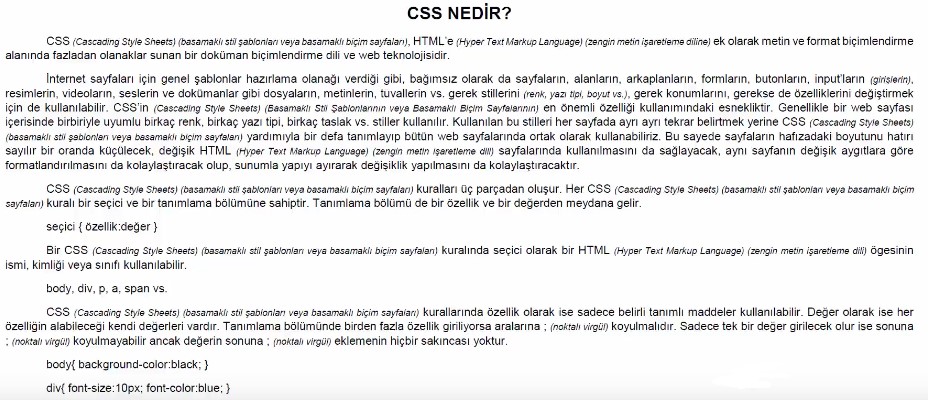 CSS NEDİR?
CSS (Cascading Style Sheets) (basamaklı stil şablonları veya basamaklı biçim sayfaları), HTML'e (Hyper Text Markup Language) (zengin metin işaretleme diline) ek olarak metin ve format biçimlendirme
alanında fazladan olanaklar sunan bir doküman biçimlendirme dili ve web teknolojisidir.
İnternet sayfaları için genel şablonlar hazırlama olanağı verdiği gibi, bağımsız olarak da sayfaların, alanların, arkaplanların, formların, butonların, input'ların (girişlerin),
resimlerin, videoların, seslerin ve dokümanlar gibi dosyaların, metinlerin, tuvallerin vs. gerek stillerini (renk, yazı tipi, boyut vs.), gerek konumlarını, gerekse de özelliklerini değiştirmek
için de kullanılabilir. CSS'in (Cascading Style Sheets) (Basamaklı Stil Şablonlarının veya Basamaklı Biçim Sayfalarının) en önemli özelliği kullanımındaki esnekliktir. Genellikle bir web sayfası
içerisinde birbiriyle uyumlu birkaç renk, birkaç yazı tipi, birkaç taslak vs. stiller kullanılır. Kullanılan bu stilleri her sayfada ayrı ayrı tekrar belirtmek yerine CSS (Cascading Style Sheets)
(basamaklı stil şablonları veya basamaklı biçim sayfaları) yardımıyla bir defa tanımlayıp bütün web sayfalarında ortak olarak kullanabiliriz. Bu sayede sayfaların hafızadaki boyutunu hatırı
sayılır bir oranda küçülecek, değişik HTML (Hyper Text Markup Language) (zengin metin işaretleme dili) sayfalarında kullanılmasını da sağlayacak, aynı sayfanın değişik aygıtlara göre
formatlandırılmasını da kolaylaştıracak olup, sunumla yapıyı ayırarak değişiklik yapılmasını da kolaylaştıracaktır.
CSS (Cascading Style Sheets) (basamaklı stil şablonları veya basamaklı biçim sayfaları) kuralları üç parçadan oluşur. Her CSS (Cascading Style Sheets) (basamaklı stil şablonları veya basamaklı biçim
sayfaları) kuralı bir seçici ve bir tanımlama bölümüne sahiptir. Tanımlama bölümü de bir özellik ve bir değerden meydana gelir.
seçici { özellik:değer }
Bir CSS (Cascading Style Sheets) (basamaklı stil şablonları veya basamaklı biçim sayfaları) kuralında seçici olarak bir HTML (Hyper Text Markup Language) (zengin metin işaretleme dili) ögesinin
ismi, kimliği veya sınıfı kullanılabilir.
body, div, p, a, span vs.
CSS (Cascading Style Sheets) (basamaklı stil şablonları veya basamaklı biçim sayfaları) kurallarında özellik olarak ise sadece belirli tanımlı maddeler kullanılabilir. Değer olarak ise her
özelliğin alabileceği kendi değerleri vardır. Tanımlama bölümünde birden fazla özellik giriliyorsa aralarına ; (noktalı virgül) koyulmalıdır. Sadece tek bir değer girilecek olur ise sonuna
; (noktalı virgül) koyulmayabilir ancak değerin sonuna ; (noktalı virgül) eklemenin hiçbir sakıncası yoktur.
body{ background-color:black; }
div{ font-size:10px; font-color:blue; }